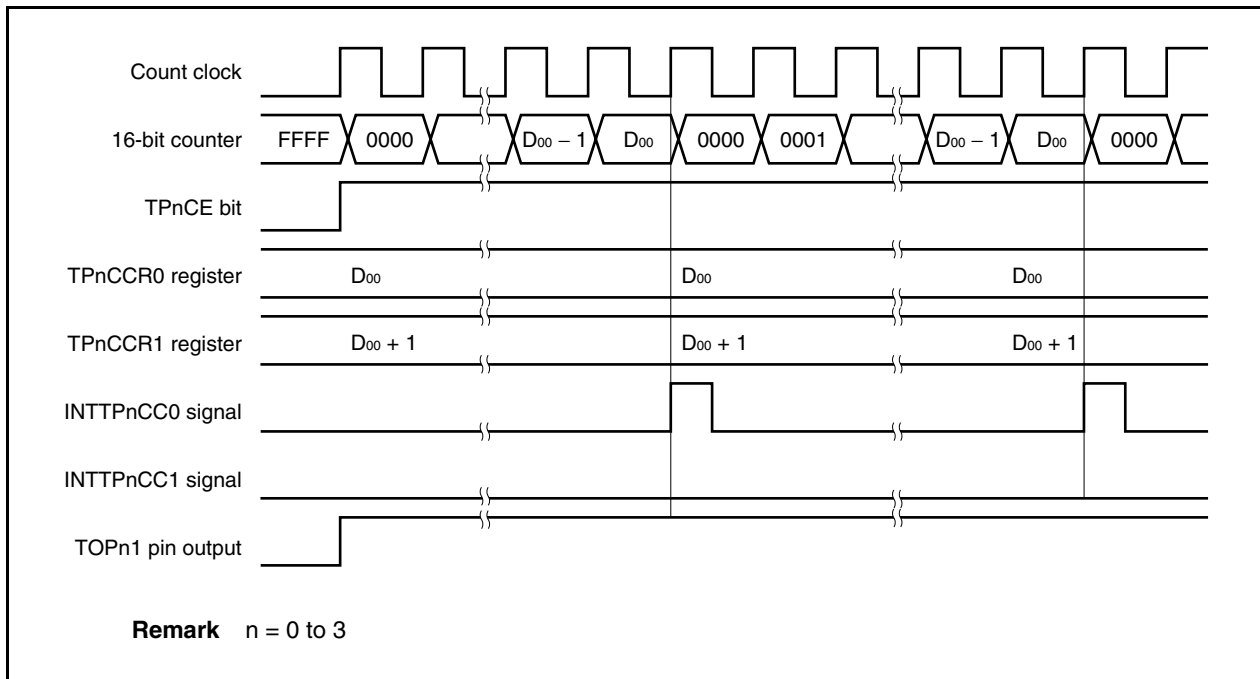 Count clock
16-bit counter FFFF 0000 D00 − 1 D00 0000 0001 D00 − 1 D00 0000
TPnCE bit
TPnCCR0 register D00 D00 D00
TPnCCR1 register D00 + 1 D00 + 1 D00 + 1
INTTPnCC0 signal
INTTPnCC1 signal
TOPn1 pin output
Remark n = 0 to 3